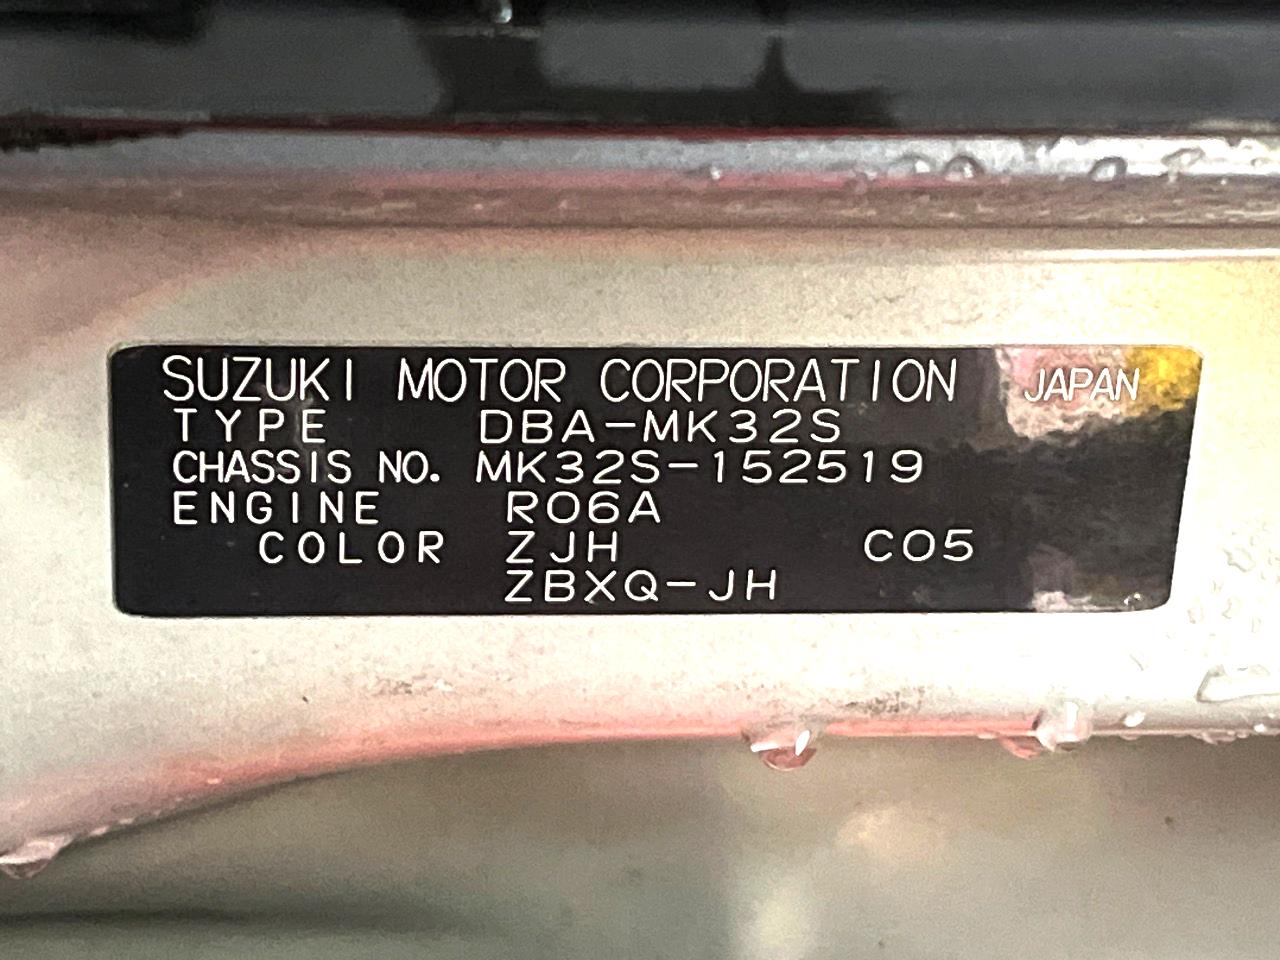 SUZUKI MOTOR CORPORATION JAPAN
TYPE DBA-MK32S
CHASSIS NO. MK32S-152519
ENGINE R06A
COLOR ZJH C05
ZBXQ-JH